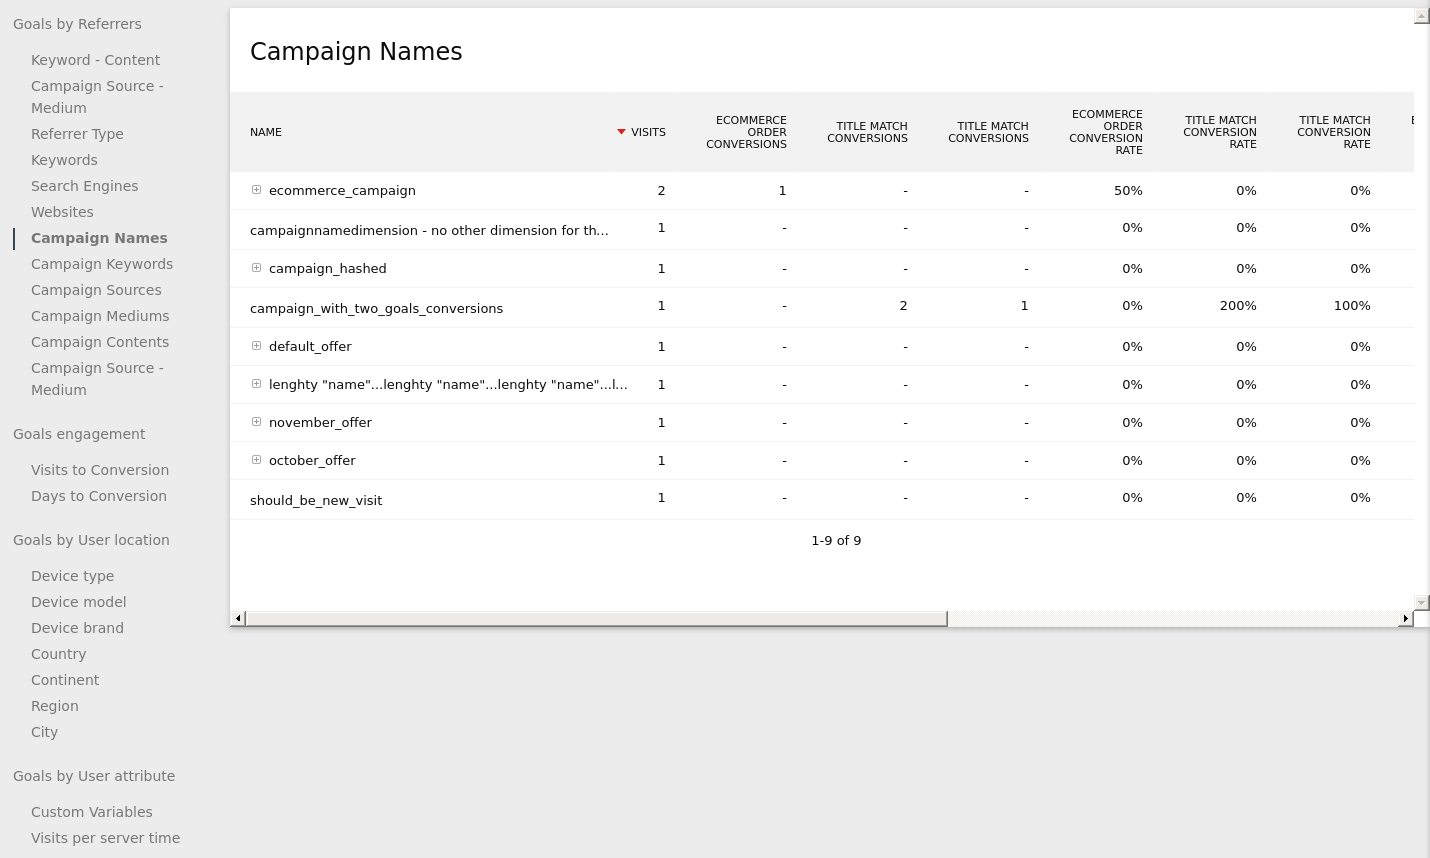 Goals by Referrers
Keyword - Content
Campaign Source -
Medium
Referrer Type
Keywords
Search Engines
Websites
Campaign Names
Campaign Keywords
Campaign Sources
Campaign Mediums
Campaign Contents
Campaign Source -
Medium
Goals engagement
Visits to Conversion
Days to Conversion
Goals by User location
Device type
Device model
Device brand
Country
Continent
Region
City
Goals by User attribute
Custom Variables
Visits per server time
Campaign Names
NAME VISITS ECOMMERCE ORDER CONVERSIONS TITLE MATCH CONVERSIONS TITLE MATCH CONVERSIONS ECOMMERCE ORDER CONVERSION RATE TITLE MATCH CONVERSION RATE TITLE MATCH CONVERSION RATE
ecommerce_campaign 2 1 - - 50% 0% 0%
campaignnamedimension - no other dimension for th... 1 - - - 0% 0% 0%
campaign_hashed 1 - - - 0% 0% 0%
campaign_with_two_goals_conversions 1 - 2 1 0% 200% 100%
default_offer 1 - - - 0% 0% 0%
lenghty "name"...lenghty "name"...lenghty "name"...l... 1 - - - 0% 0% 0%
november_offer 1 - - - 0% 0% 0%
october_offer 1 - - - 0% 0% 0%
should_be_new_visit 1 - - - 0% 0% 0%
1-9 of 9